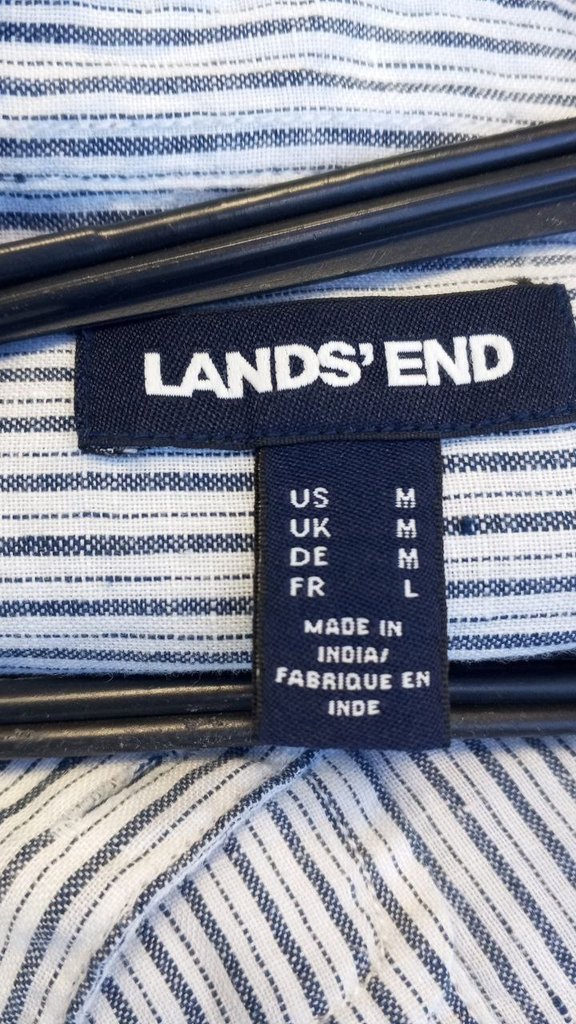 LANDS' END
US M
UK M
DE M
FR L
MADE IN
INDIA/
FABRIQUE EN
INDE